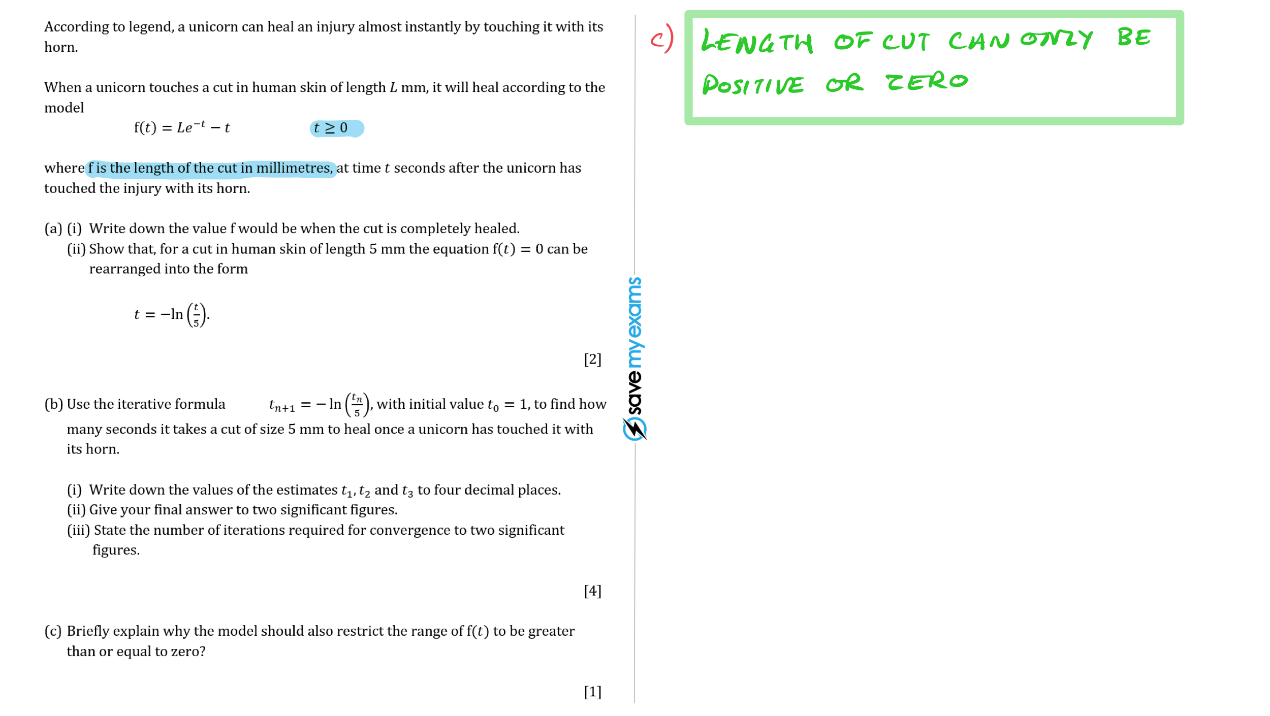 According to legend, a unicorn can heal an injury almost instantly by touching it with its
horn.
When a unicorn touches a cut in human skin of length L mm, it will heal according to the
model
f(t) = Le^{-t} − t    t ≥ 0
where f is the length of the cut in millimetres, at time t seconds after the unicorn has
touched the injury with its horn.
(a) (i) Write down the value f would be when the cut is completely healed.
(ii) Show that, for a cut in human skin of length 5 mm the equation f(t) = 0 can be
rearranged into the form
t = −ln(t/5).
[2]
(b) Use the iterative formula t_{n+1} = − ln(t_n/5), with initial value t_0 = 1, to find how
many seconds it takes a cut of size 5 mm to heal once a unicorn has touched it with
its horn.
(i) Write down the values of the estimates t_1, t_2 and t_3 to four decimal places.
(ii) Give your final answer to two significant figures.
(iii) State the number of iterations required for convergence to two significant
figures.
[4]
(c) Briefly explain why the model should also restrict the range of f(t) to be greater
than or equal to zero?
[1]
savemyexams
c) LENGTH OF CUT CAN ONLY BE
POSITIVE OR ZERO